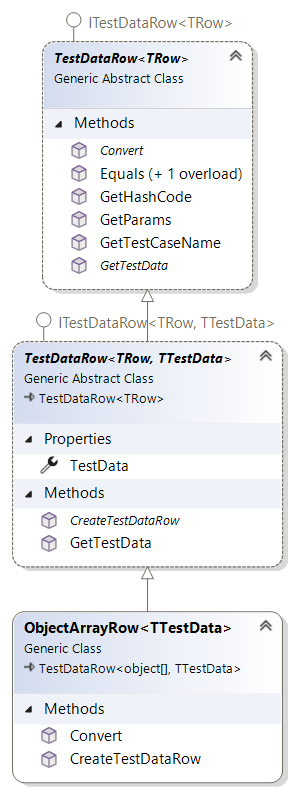 ITestDataRow<TRow>
TestDataRow<TRow>
Generic Abstract Class
Methods
Convert
Equals (+ 1 overload)
GetHashCode
GetParams
GetTestCaseName
GetTestData
ITestDataRow<TRow, TTestData>
TestDataRow<TRow, TTestData>
Generic Abstract Class
TestDataRow<TRow>
Properties
TestData
Methods
CreateTestDataRow
GetTestData
ObjectArrayRow<TTestData>
Generic Class
TestDataRow<object[], TTestData>
Methods
Convert
CreateTestDataRow